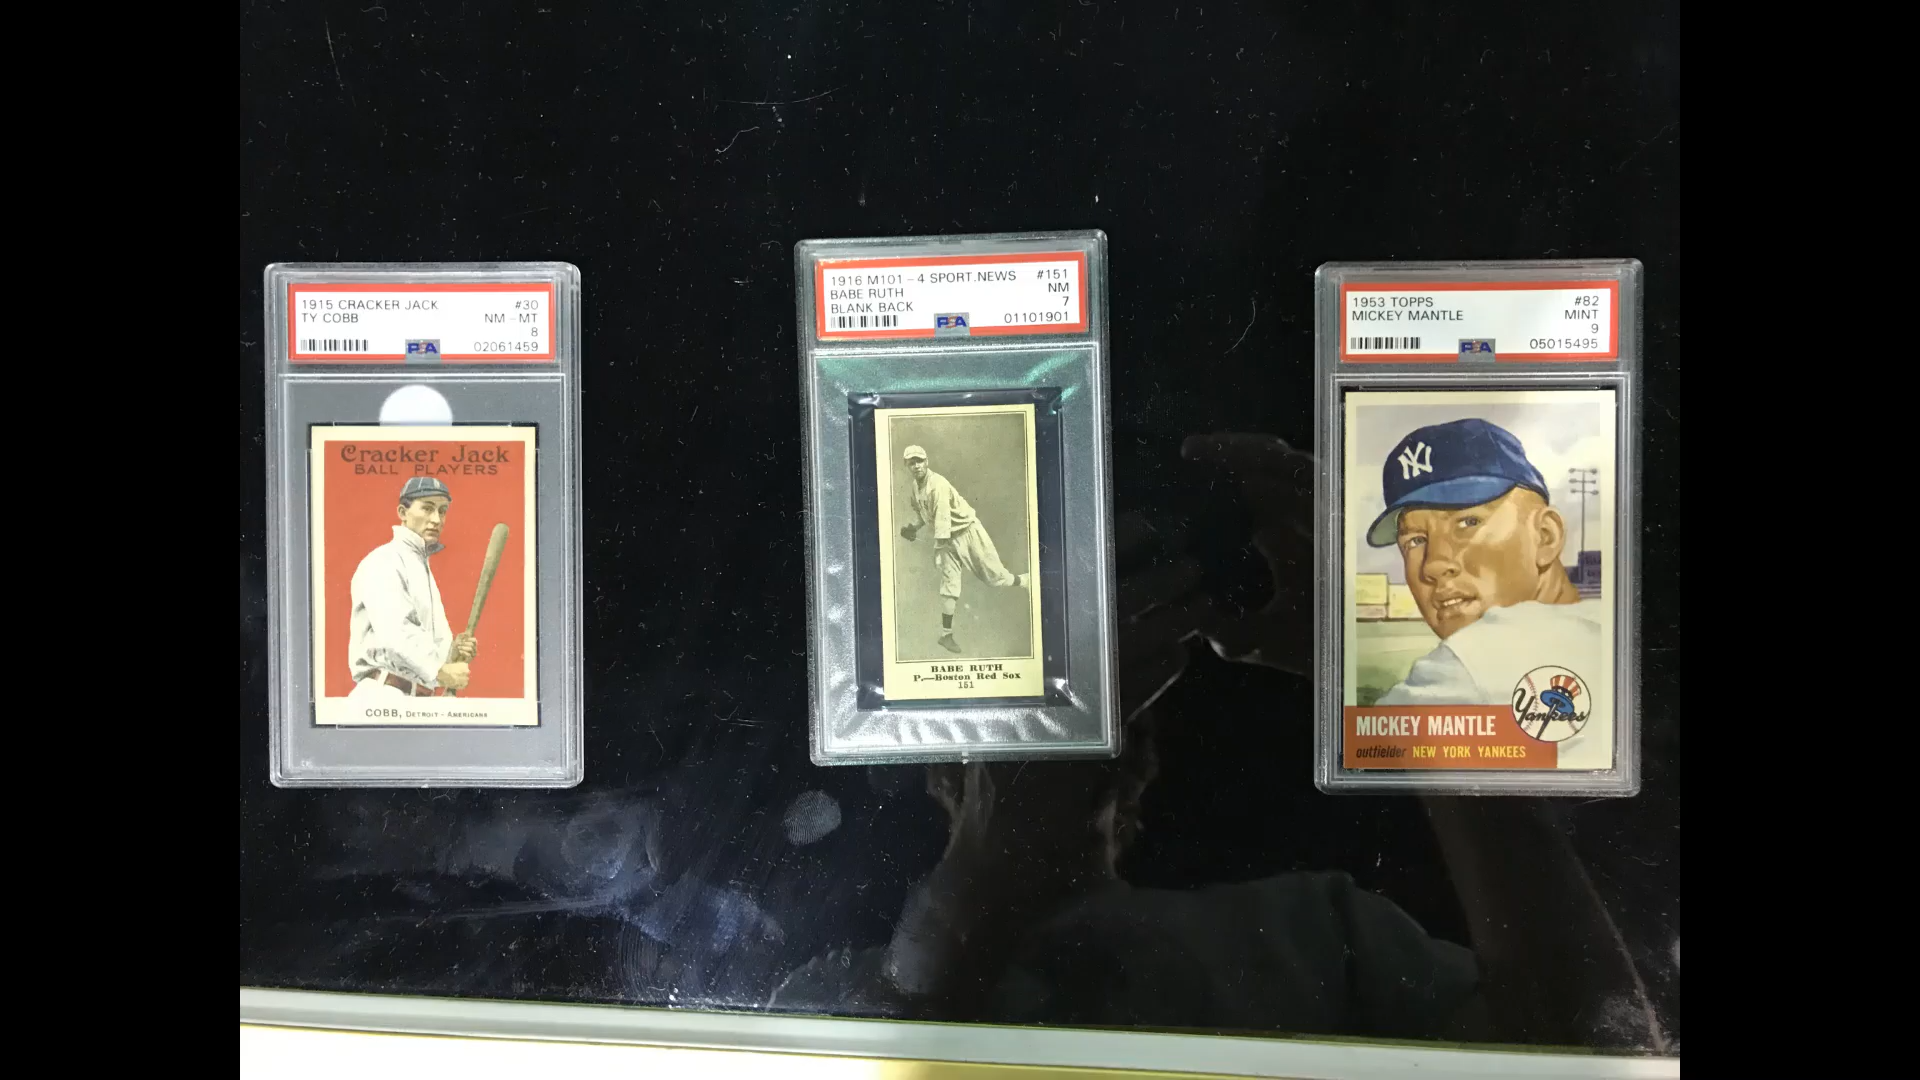 1915 CRACKER JACK #30
TY COBB NM - MT
8
PSA 02061459
Cracker Jack
BALL PLAYERS
COBB, DETROIT - AMERICANS
1916 M101 - 4 SPORT.NEWS #151
BABE RUTH NM
BLANK BACK 7
PSA 01101901
BABE RUTH
P.—Boston Red Sox
151
1953 TOPPS #82
MICKEY MANTLE MINT
9
PSA 05015495
NY
Yankees
MICKEY MANTLE
outfielder NEW YORK YANKEES